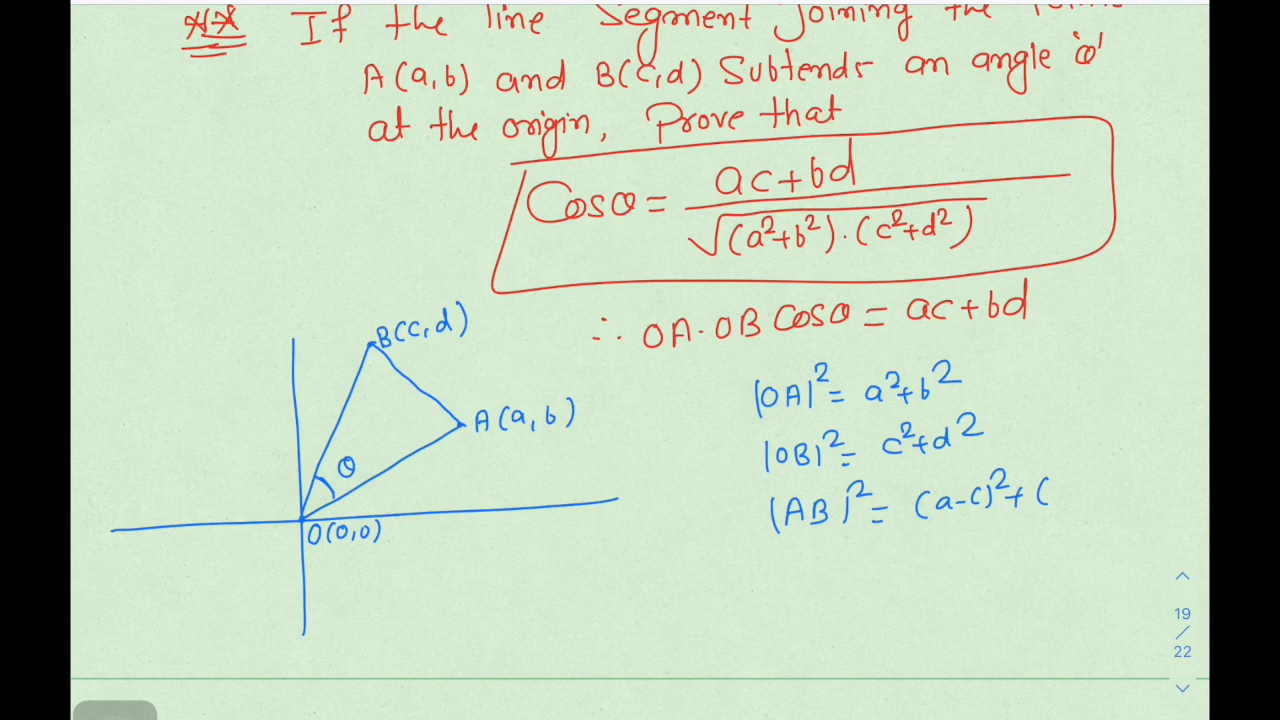 ** If the line Segment Joining the Points
A(a,b) and B(c,d) Subtends an angle 'θ'
at the origin, Prove that
Cosθ = ac+bd / √(a²+b²).(c²+d²)
∴ OA.OB Cosθ = ac+bd
B(c,d)
|OA|² = a²+b²
A(a,b)
|OB|² = c²+d²
θ
|AB|² = (a-c)²+(
O(0,0)
19
/
22